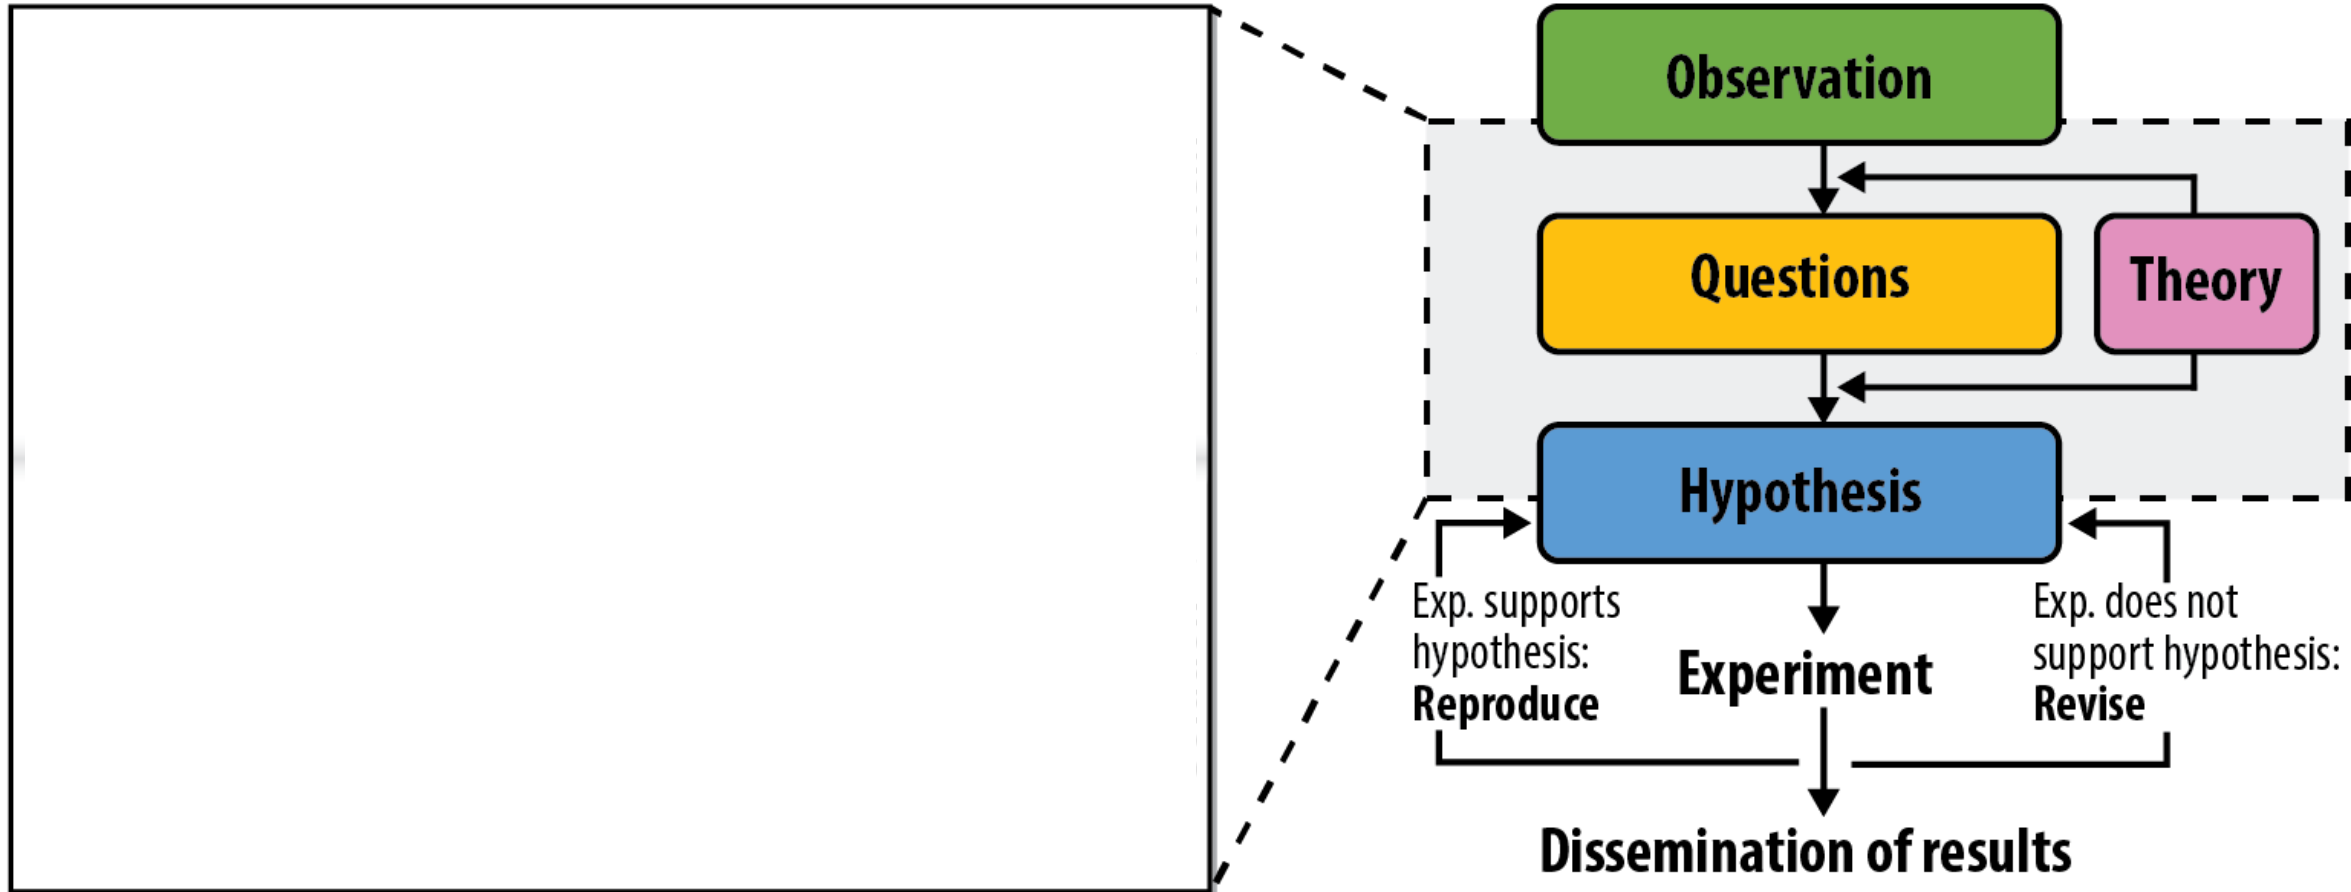 Observation
Questions
Theory
Hypothesis
Exp. supports
hypothesis:
Reproduce
Experiment
Exp. does not
support hypothesis:
Revise
Dissemination of results